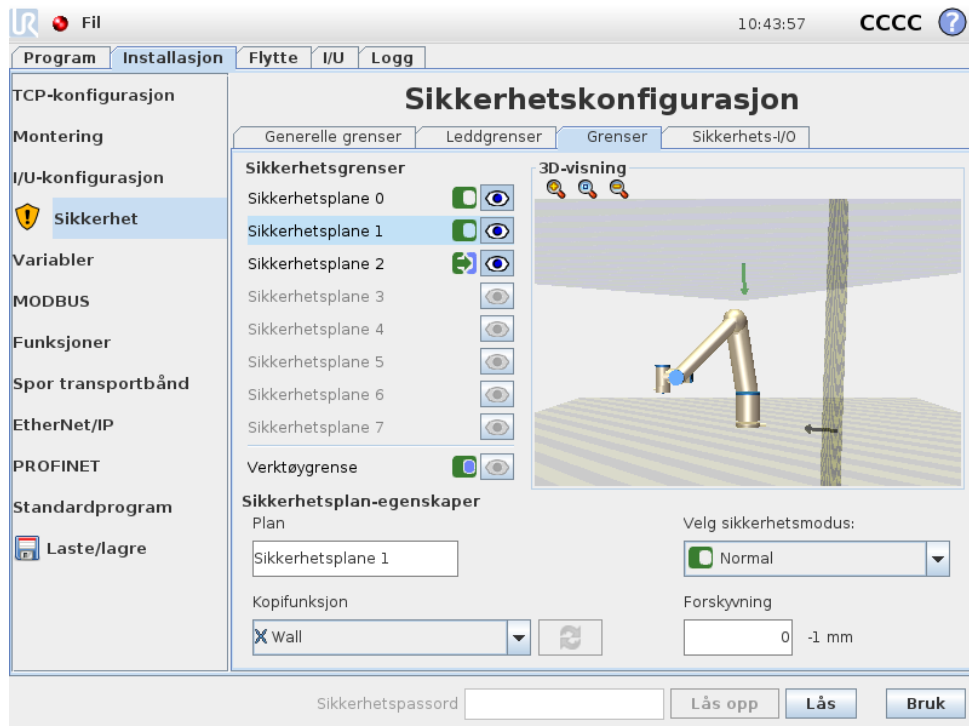 UR Fil 10:43:57 CCCC ?
Program Installasjon Flytte I/U Logg
TCP-konfigurasjon
Montering
I/U-konfigurasjon
Sikkerhet
Variabler
MODBUS
Funksjoner
Spor transportbånd
EtherNet/IP
PROFINET
Standardprogram
Laste/lagre
Sikkerhetskonfigurasjon
Generelle grenser Leddgrenser Grenser Sikkerhets-I/O
Sikkerhetsgrenser
Sikkerhetsplane 0
Sikkerhetsplane 1
Sikkerhetsplane 2
Sikkerhetsplane 3
Sikkerhetsplane 4
Sikkerhetsplane 5
Sikkerhetsplane 6
Sikkerhetsplane 7
Verktøygrense
3D-visning
Sikkerhetsplan-egenskaper
Plan
Sikkerhetsplane 1
Velg sikkerhetsmodus:
Normal
Kopifunksjon
Wall
Forskyvning
0 -1 mm
Sikkerhetspassord Lås opp Lås Bruk